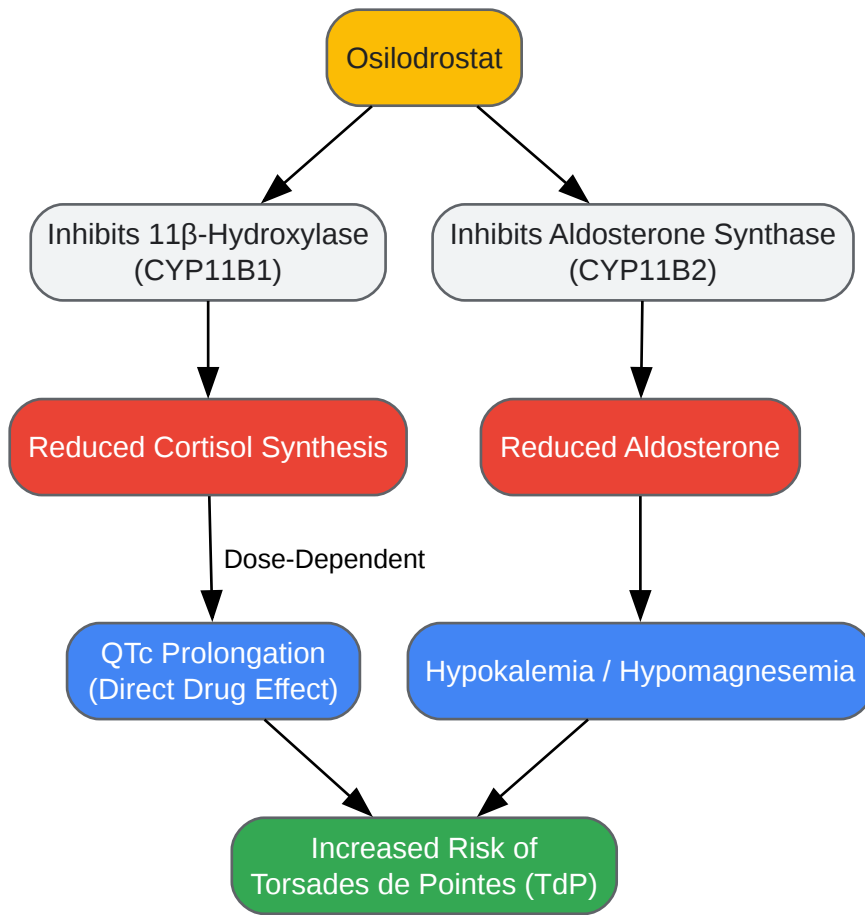 Osilodrostat
Inhibits 11β-Hydroxylase
(CYP11B1)
Inhibits Aldosterone Synthase
(CYP11B2)
Reduced Cortisol Synthesis
Reduced Aldosterone
Dose-Dependent
QTc Prolongation
(Direct Drug Effect)
Hypokalemia / Hypomagnesemia
Increased Risk of
Torsades de Pointes (TdP)